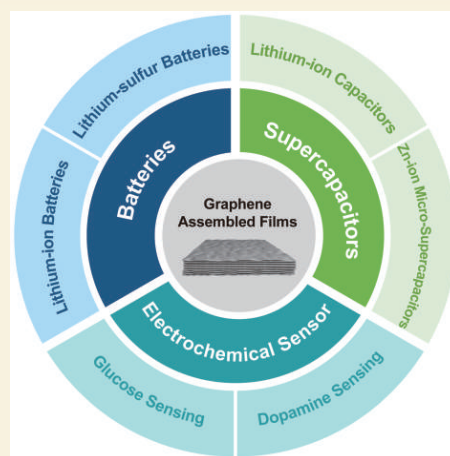 Graphene
Assembled Films
Batteries
Supercapacitors
Electrochemical Sensor
Lithium-sulfur Batteries
Lithium-ion Batteries
Lithium-ion Capacitors
Zn-ion Micro-Supercapacitors
Glucose Sensing
Dopamine Sensing